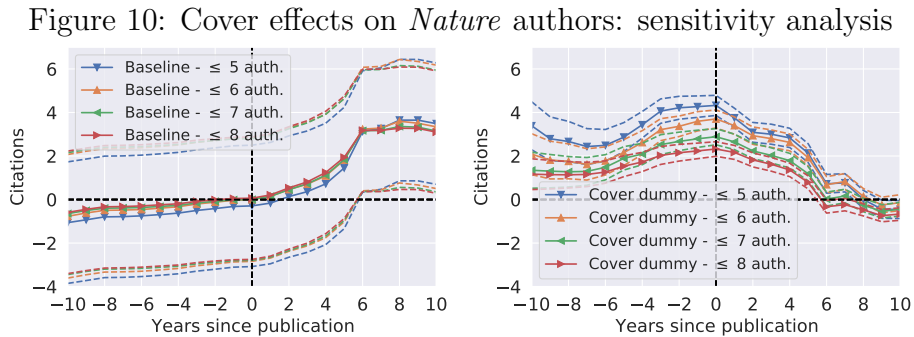 Figure 10: Cover effects on Nature authors: sensitivity analysis
Citations
6
4
2
0
−2
−4
Baseline - ≤ 5 auth.
Baseline - ≤ 6 auth.
Baseline - ≤ 7 auth.
Baseline - ≤ 8 auth.
−10 −8 −6 −4 −2 0 2 4 6 8 10
Years since publication
Citations
6
4
2
0
−2
−4
Cover dummy - ≤ 5 auth
Cover dummy - ≤ 6 auth.
Cover dummy - ≤ 7 auth.
Cover dummy - ≤ 8 auth.
−10 −8 −6 −4 −2 0 2 4 6 8 10
Years since publication